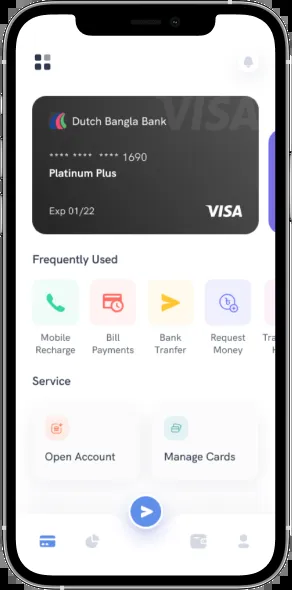 VISA
Dutch Bangla Bank
**** **** **** 1690
Platinum Plus
Exp 01/22
VISA
Frequently Used
Mobile
Recharge
Bill
Payments
Bank
Tranfer
Request
Money
Tra
H
Service
Open Account
Manage Cards